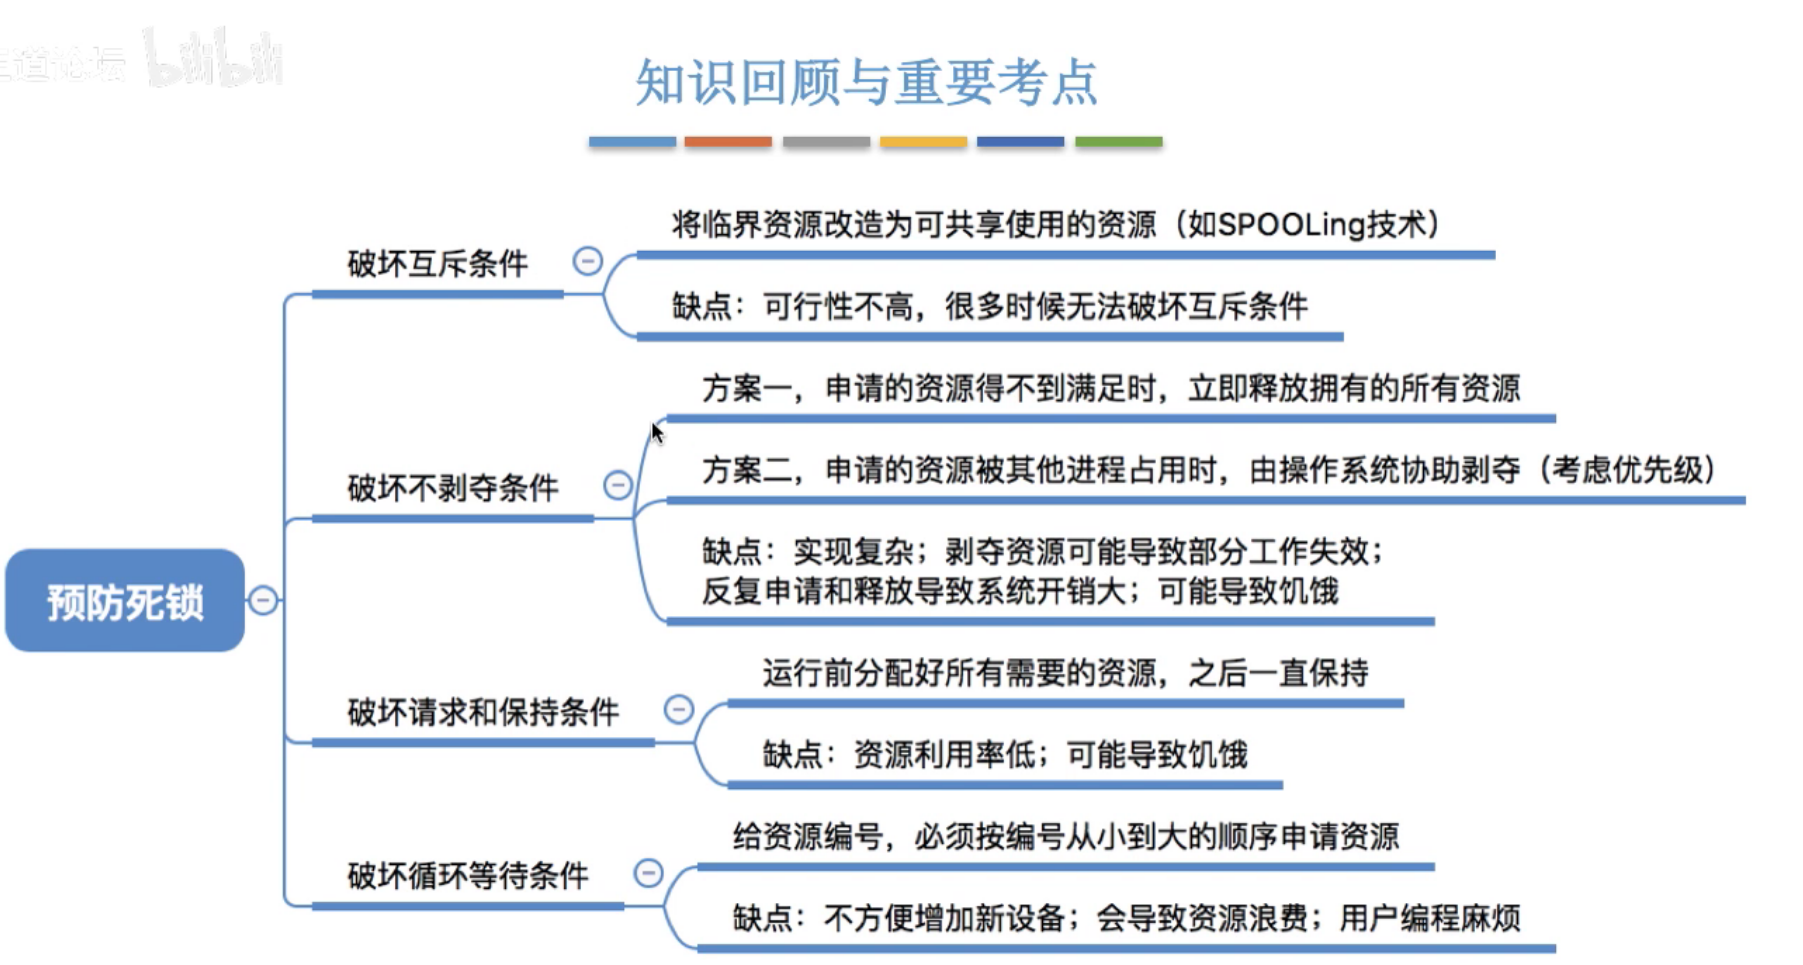 王道论坛 bilibili
知识回顾与重要考点
预防死锁
破坏互斥条件
将临界资源改造为可共享使用的资源（如SPOOLing技术）
缺点：可行性不高，很多时候无法破坏互斥条件
破坏不剥夺条件
方案一，申请的资源得不到满足时，立即释放拥有的所有资源
方案二，申请的资源被其他进程占用时，由操作系统协助剥夺（考虑优先级）
缺点：实现复杂；剥夺资源可能导致部分工作失效；
反复申请和释放导致系统开销大；可能导致饥饿
破坏请求和保持条件
运行前分配好所有需要的资源，之后一直保持
缺点：资源利用率低；可能导致饥饿
破坏循环等待条件
给资源编号，必须按编号从小到大的顺序申请资源
缺点：不方便增加新设备；会导致资源浪费；用户编程麻烦